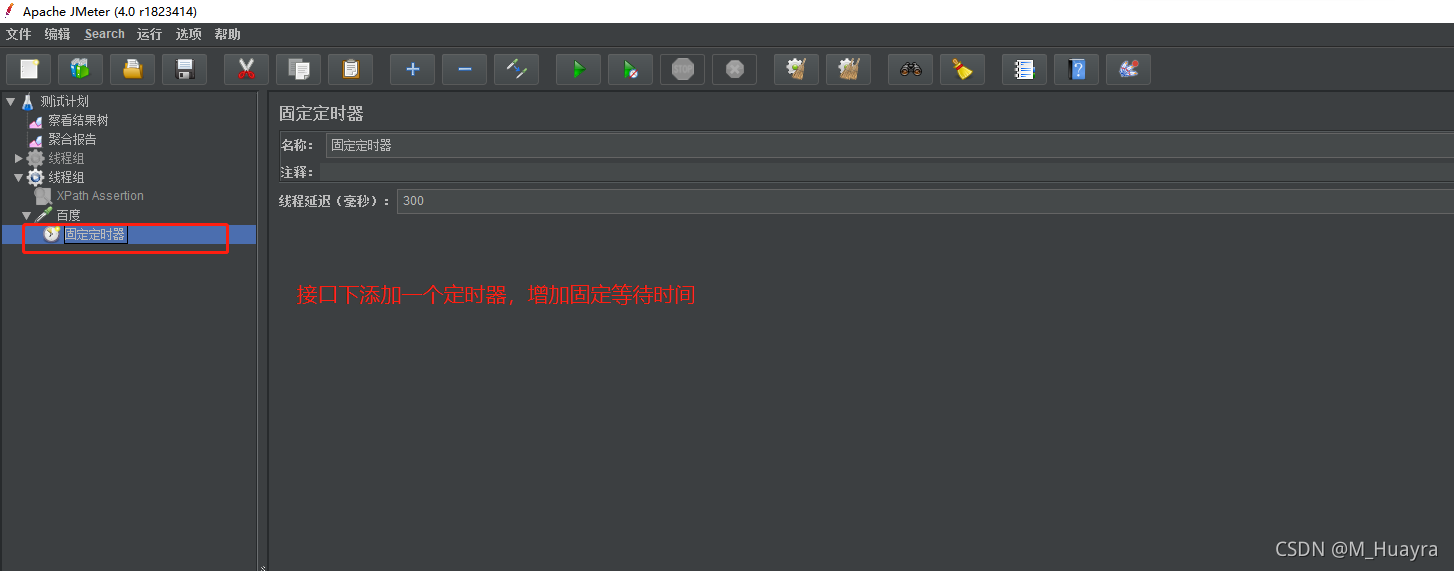 Apache JMeter (4.0 r1823414)
文件 编辑 Search 运行 选项 帮助
STOP
测试计划
察看结果树
聚合报告
线程组
线程组
XPath Assertion
百度
固定定时器
固定定时器
名称： 固定定时器
注释：
线程延迟（毫秒）： 300
接口下添加一个定时器，增加固定等待时间
CSDN @M_Huayra